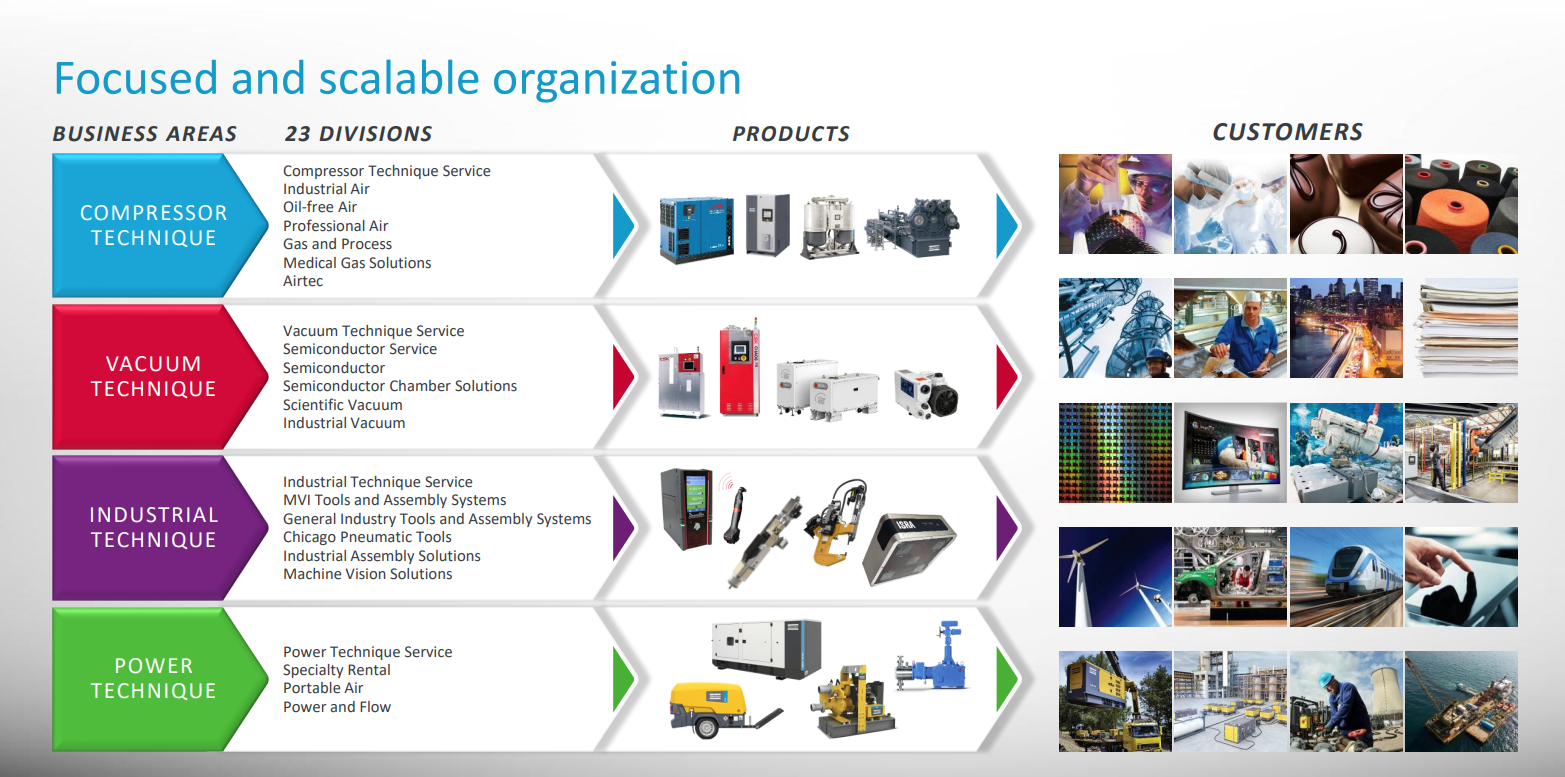 Focused and scalable organization
BUSINESS AREAS
23 DIVISIONS
PRODUCTS
CUSTOMERS
COMPRESSOR
TECHNIQUE
Compressor Technique Service
Industrial Air
Oil-free Air
Professional Air
Gas and Process
Medical Gas Solutions
Airtec
VACUUM
TECHNIQUE
Vacuum Technique Service
Semiconductor Service
Semiconductor
Semiconductor Chamber Solutions
Scientific Vacuum
Industrial Vacuum
INDUSTRIAL
TECHNIQUE
Industrial Technique Service
MVI Tools and Assembly Systems
General Industry Tools and Assembly Systems
Chicago Pneumatic Tools
Industrial Assembly Solutions
Machine Vision Solutions
ISRA
POWER
TECHNIQUE
Power Technique Service
Specialty Rental
Portable Air
Power and Flow